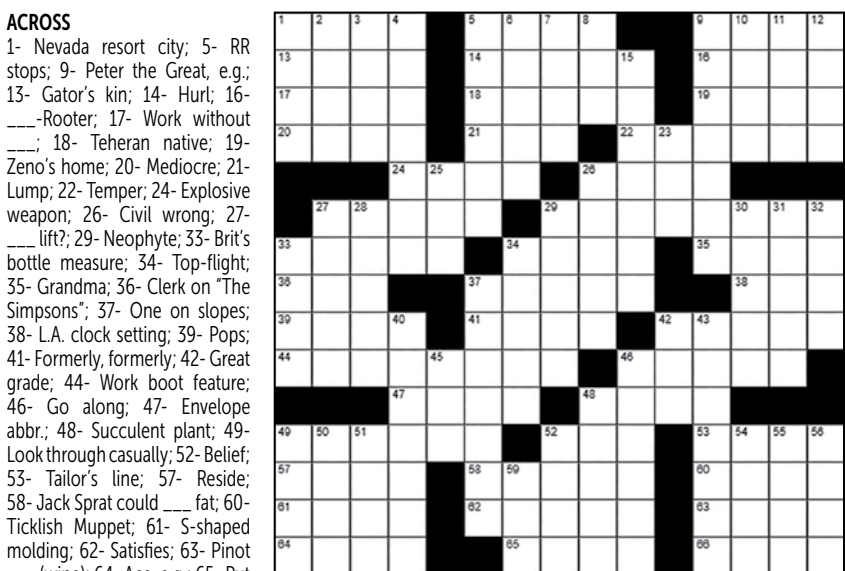 ACROSS
1- Nevada resort city; 5- RR
stops; 9- Peter the Great, e.g.;
13- Gator's kin; 14- Hurl; 16-
___-Rooter; 17- Work without
___; 18- Teheran native; 19-
Zeno's home; 20- Mediocre; 21-
Lump; 22- Temper; 24- Explosive
weapon; 26- Civil wrong; 27-
___ lift?; 29- Neophyte; 33- Brit's
bottle measure; 34- Top-flight;
35- Grandma; 36- Clerk on "The
Simpsons"; 37- One on slopes;
38- L.A. clock setting; 39- Pops;
41- Formerly, formerly; 42- Great
grade; 44- Work boot feature;
46- Go along; 47- Envelope
abbr.; 48- Succulent plant; 49-
Look through casually; 52- Belief;
53- Tailor's line; 57- Reside;
58- Jack Sprat could ___ fat; 60-
Ticklish Muppet; 61- S-shaped
molding; 62- Satisfies; 63- Pinot
1 2 3 4 5 6 7 8 9 10 11 12
13 14 15 16
17 18 19
20 21 22 23
24 25 26
27 28 29 30 31 32
33 34 35
36 37 38
39 40 41 42 43
44 45 46
47 48
49 50 51 52 53 54 55 56
57 58 59 60
61 62 63
64 65 66